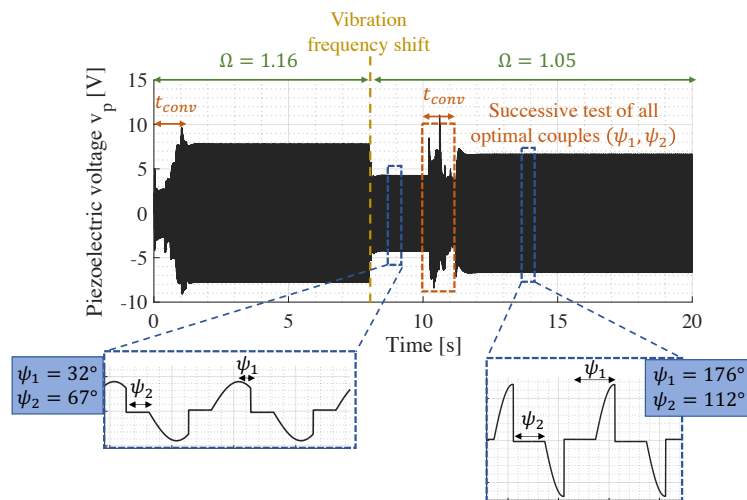 Vibration
frequency shift
Ω = 1.16
Ω = 1.05
Piezoelectric voltage v_p [V]
15
10
5
0
-5
-10
t_conv
t_conv
Successive test of all
optimal couples (ψ₁, ψ₂)
0
5
10
15
20
Time [s]
ψ₁ = 32°
ψ₂ = 67°
ψ₂
ψ₁
ψ₁
ψ₂
ψ₁ = 176°
ψ₂ = 112°